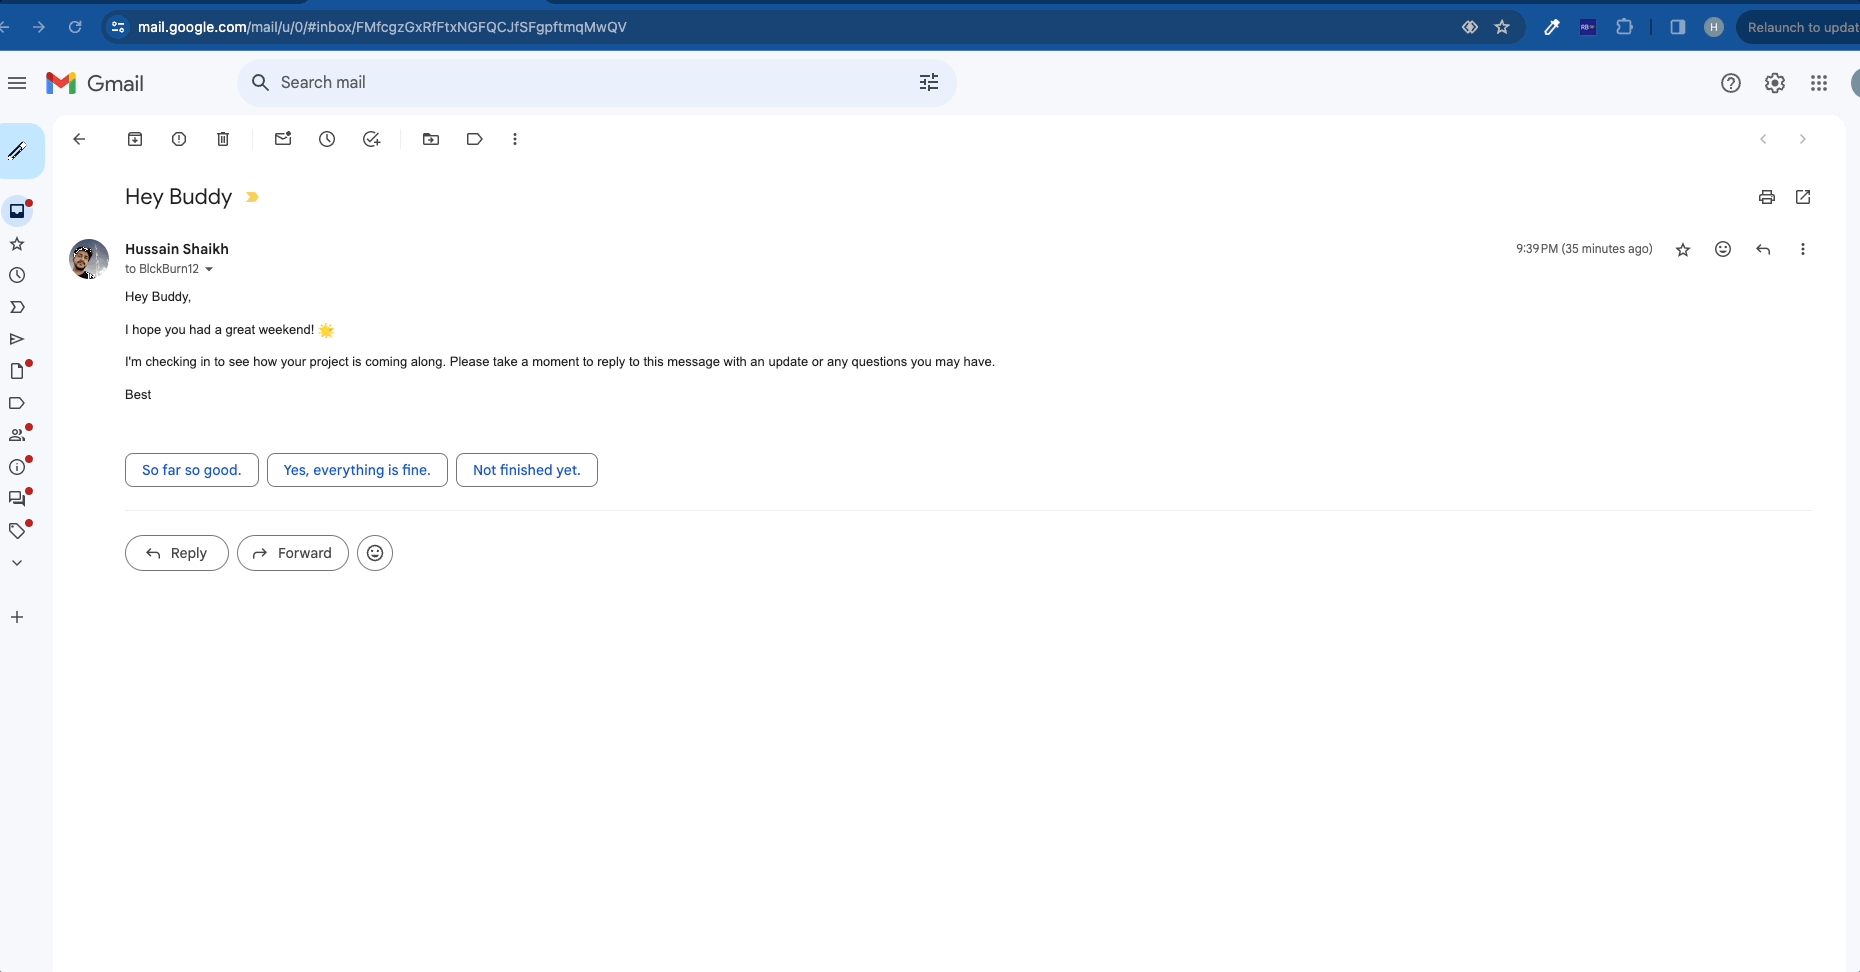 mail.google.com/mail/u/0/#inbox/FMfcgzGxRfFtxNGFQCJfSFgpftmqMwQV
H
Relaunch to updat
Gmail
Search mail
Hey Buddy
Hussain Shaikh
9:39 PM (35 minutes ago)
to BlckBurn12
Hey Buddy,
I hope you had a great weekend! 🌟
I'm checking in to see how your project is coming along. Please take a moment to reply to this message with an update or any questions you may have.
Best
So far so good.
Yes, everything is fine.
Not finished yet.
Reply
Forward